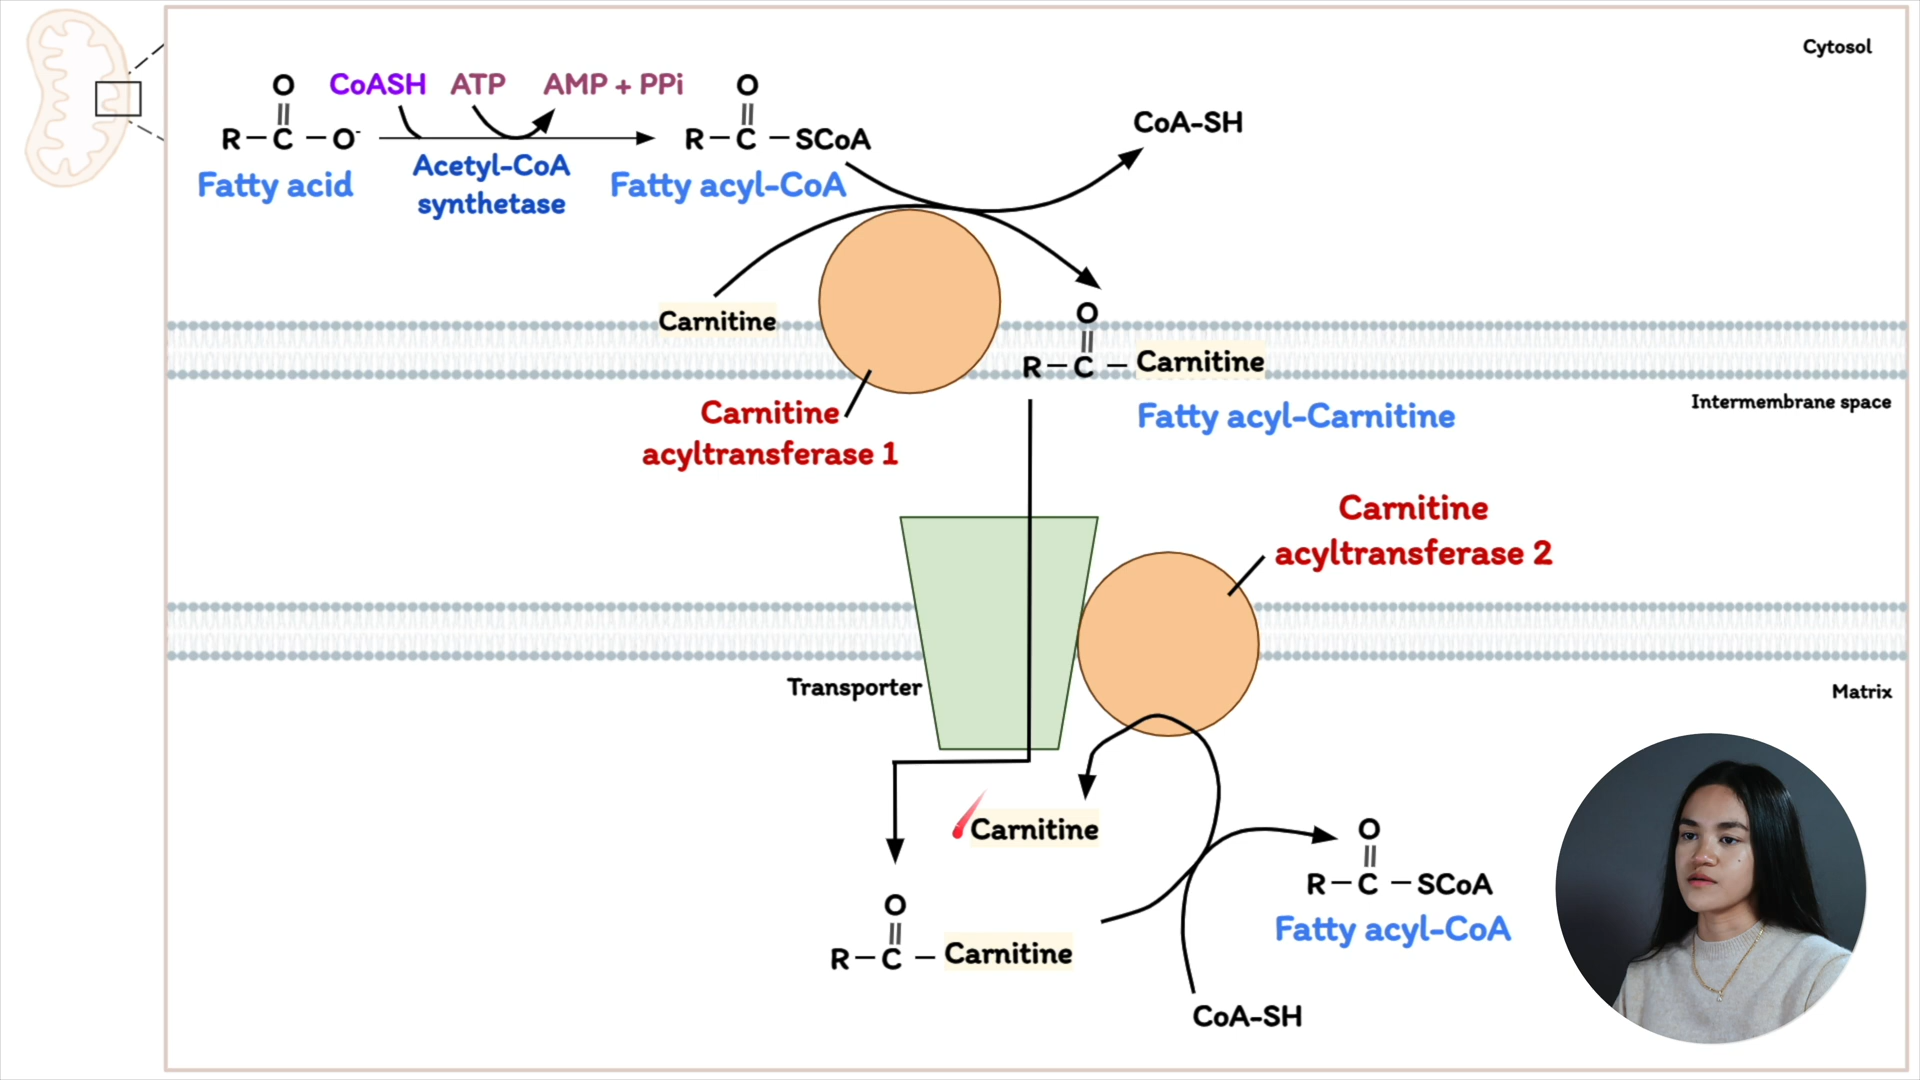 Cytosol
O
CoASH ATP AMP + PPi
O
||
||
R – C – O-
R – C – SCoA
CoA-SH
Acetyl-CoA
synthetase
Fatty acid
Fatty acyl-CoA
Carnitine
O
||
R – C – Carnitine
Fatty acyl-Carnitine
Intermembrane space
Carnitine
acyltransferase 1
Carnitine
acyltransferase 2
Transporter
Matrix
Carnitine
O
||
R – C – SCoA
Fatty acyl-CoA
O
||
R – C – Carnitine
CoA-SH